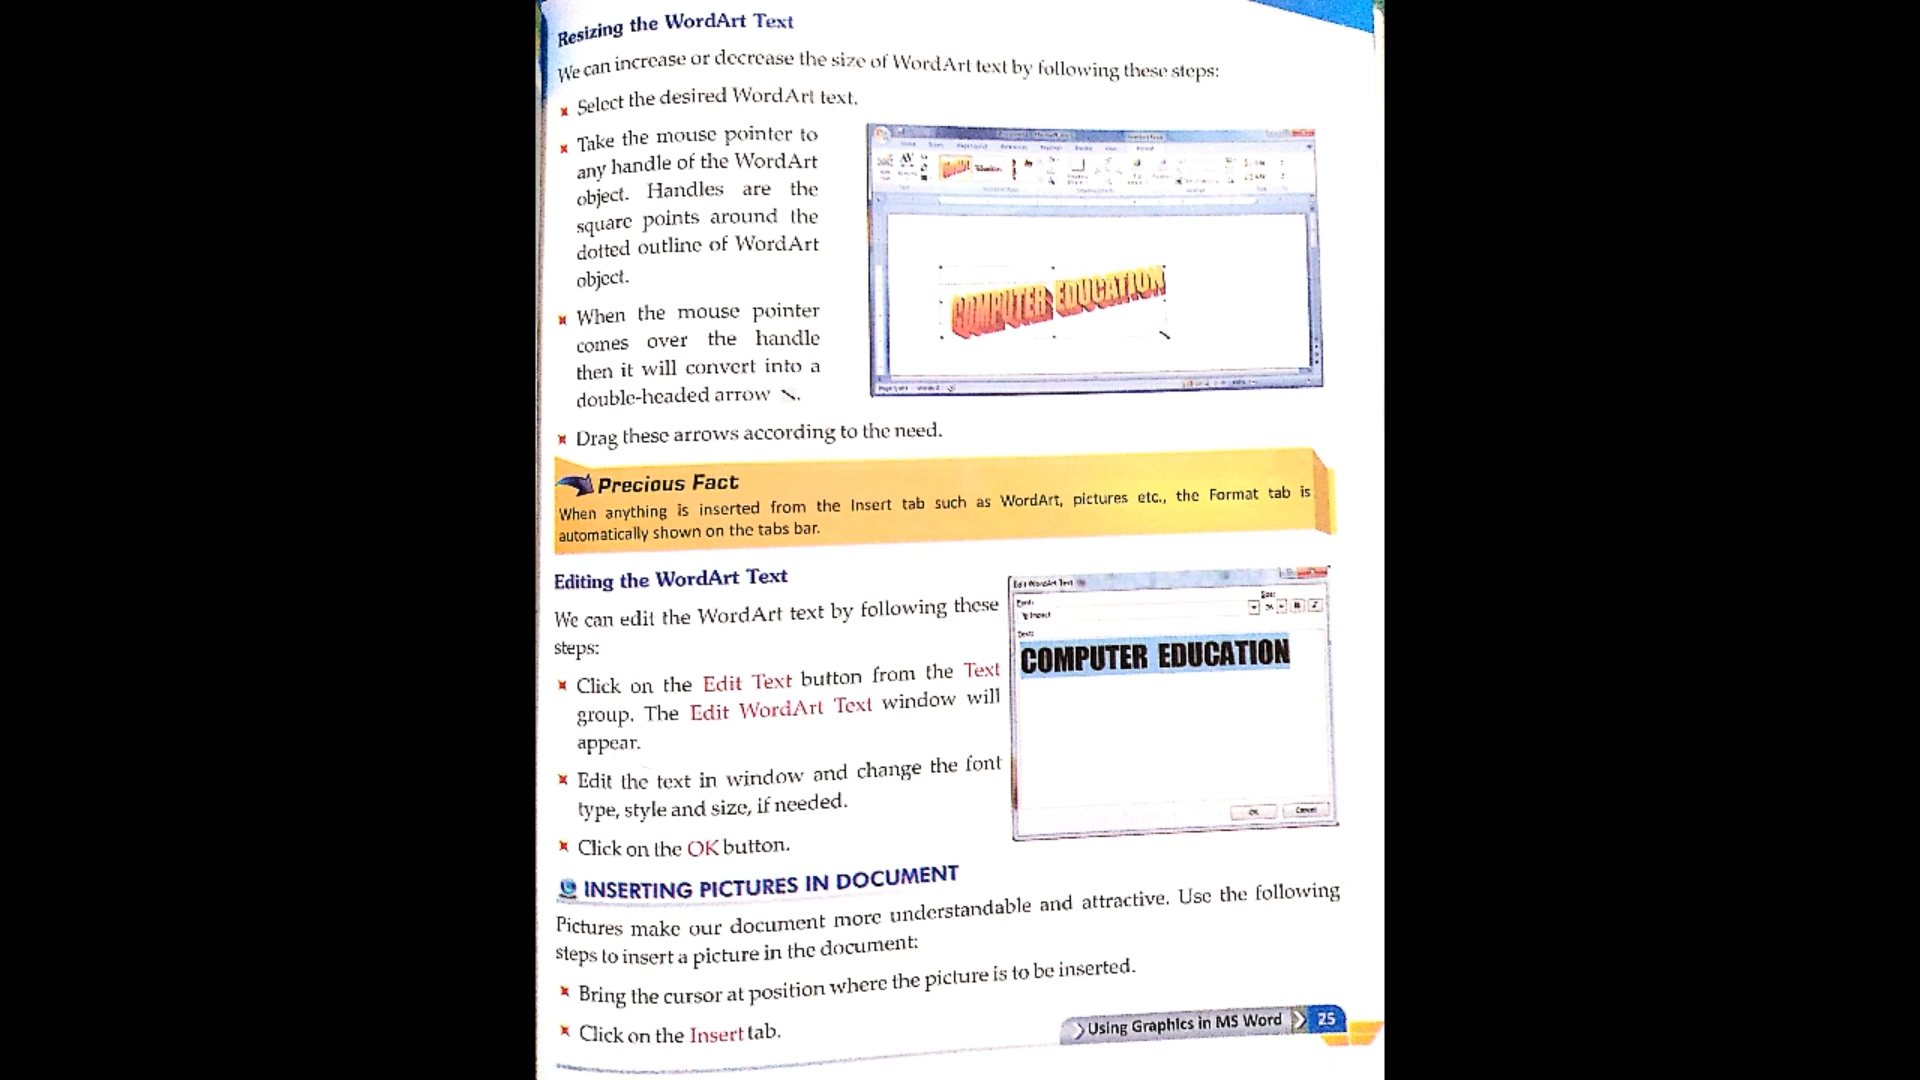 Resizing the WordArt Text
We can increase or decrease the size of WordArt text by following these steps:
Select the desired WordArt text.
Take the mouse pointer to
any handle of the WordArt
object. Handles are the
square points around the
dotted outline of WordArt
object.
When the mouse pointer
comes over the handle
then it will convert into a
double-headed arrow ↘.
COMPUTER EDUCATION
Drag these arrows according to the need.
Precious Fact
When anything is inserted from the Insert tab such as WordArt, pictures etc., the Format tab is
automatically shown on the tabs bar.
Editing the WordArt Text
We can edit the WordArt text by following these
steps:
Click on the Edit Text button from the Text
group. The Edit WordArt Text window will
appear.
Edit the text in window and change the font
type, style and size, if needed.
Click on the OK button.
Edit WordArt Text
Font:
Size:
Impact
Text:
COMPUTER EDUCATION
OK
Cancel
INSERTING PICTURES IN DOCUMENT
Pictures make our document more understandable and attractive. Use the following
steps to insert a picture in the document:
Bring the cursor at position where the picture is to be inserted.
Click on the Insert tab.
Using Graphics in MS Word 25